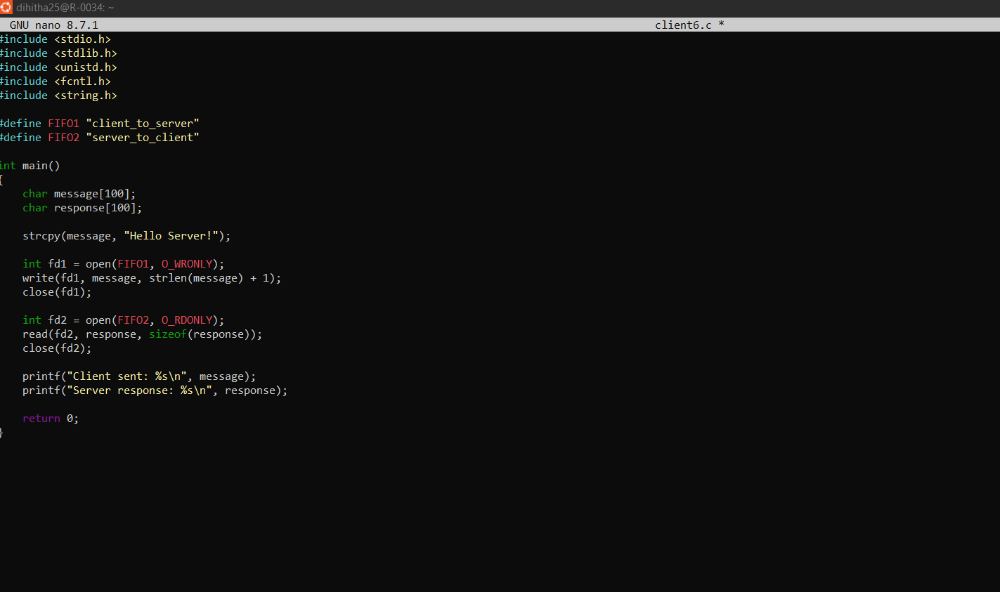 dihitha25@R-0034: ~
GNU nano 8.7.1 client6.c *
#include <stdio.h>
#include <stdlib.h>
#include <unistd.h>
#include <fcntl.h>
#include <string.h>

#define FIFO1 "client_to_server"
#define FIFO2 "server_to_client"

int main()
{
    char message[100];
    char response[100];

    strcpy(message, "Hello Server!");

    int fd1 = open(FIFO1, O_WRONLY);
    write(fd1, message, strlen(message) + 1);
    close(fd1);

    int fd2 = open(FIFO2, O_RDONLY);
    read(fd2, response, sizeof(response));
    close(fd2);

    printf("Client sent: %s\n", message);
    printf("Server response: %s\n", response);

    return 0;
}